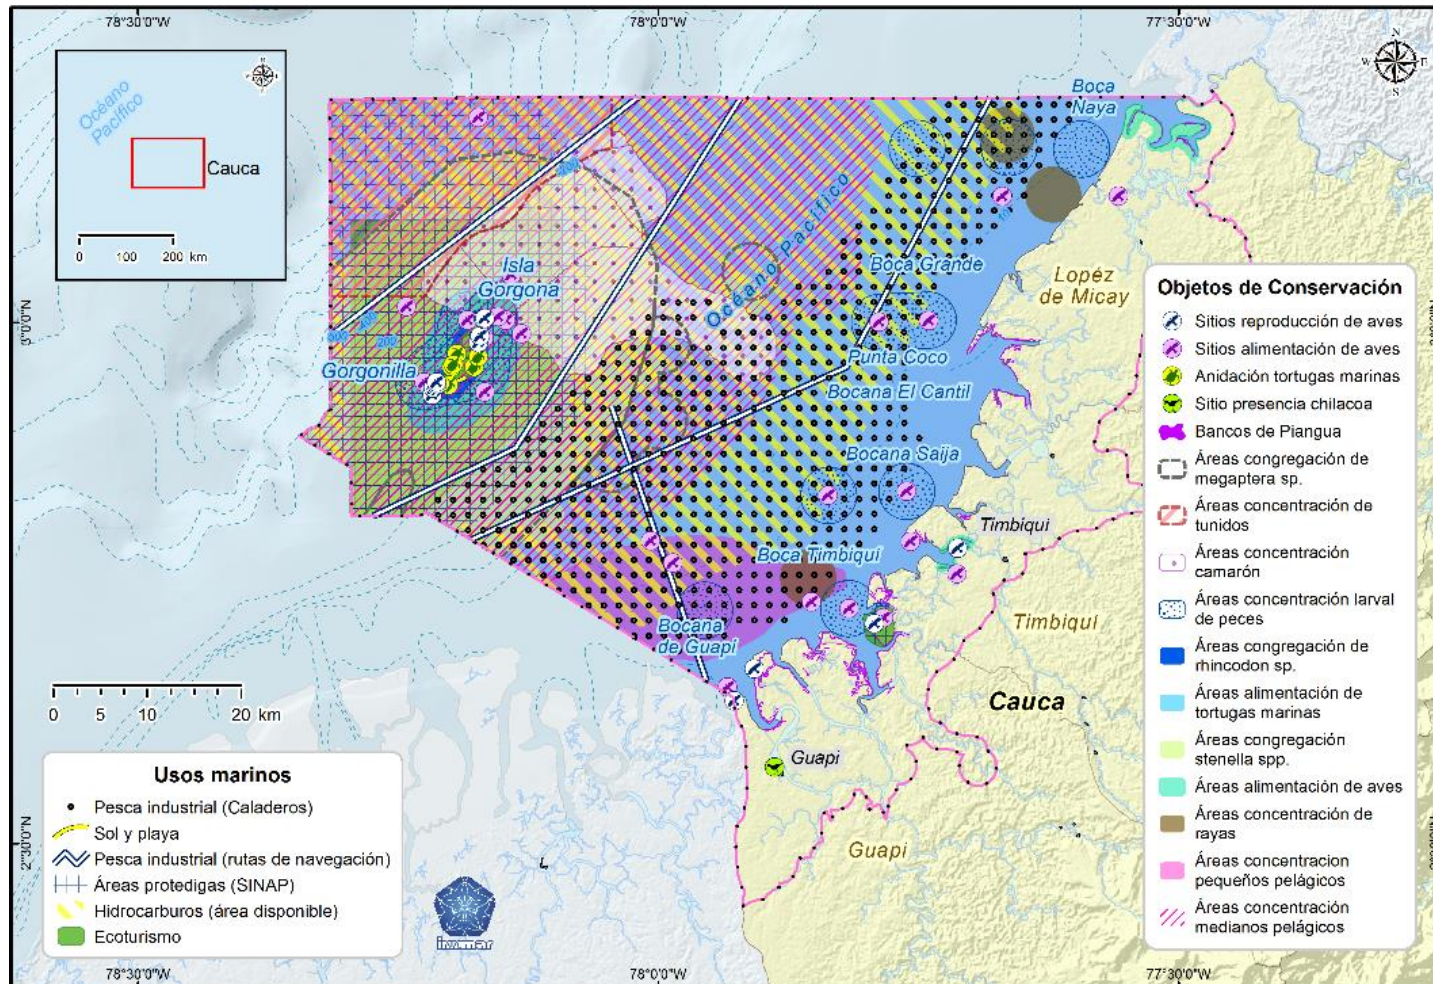 78°30'0"W
78°0'0"W
77°30'0"W
N
W
E
S
Océano
Pacífico
Cauca
0 100 200 km
Boca
Naya
Océano Pacífico
Isla
Gorgona
Gorgonilla
200
Boca Grande
Punta Coco
Bocana El Cantil
Bocana Saija
Boca Timbiquí
Bocana
de Guapi
Lopéz
de Micay
Timbiqui
Timbiquí
Cauca
Guapi
Guapi
3°0'0"N
2°30'0"N
0 5 10 20 km
Usos marinos
Pesca industrial (Caladeros)
Sol y playa
Pesca industrial (rutas de navegación)
Áreas protedigas (SINAP)
Hidrocarburos (área disponible)
Ecoturismo
invemar
Objetos de Conservación
Sitios reproducción de aves
Sitios alimentación de aves
Anidación tortugas marinas
Sitio presencia chilacoa
Bancos de Piangua
Áreas congregación de
megaptera sp.
Áreas concentración de
tunidos
Áreas concentración
camarón
Áreas concentración larval
de peces
Áreas congregación de
rhincodon sp.
Áreas alimentación de
tortugas marinas
Áreas congregación
stenella spp.
Áreas alimentación de aves
Áreas concentración de
rayas
Áreas concentracion
pequeños pelágicos
Áreas concentración
medianos pelágicos
78°30'0"W
78°0'0"W
77°30'0"W